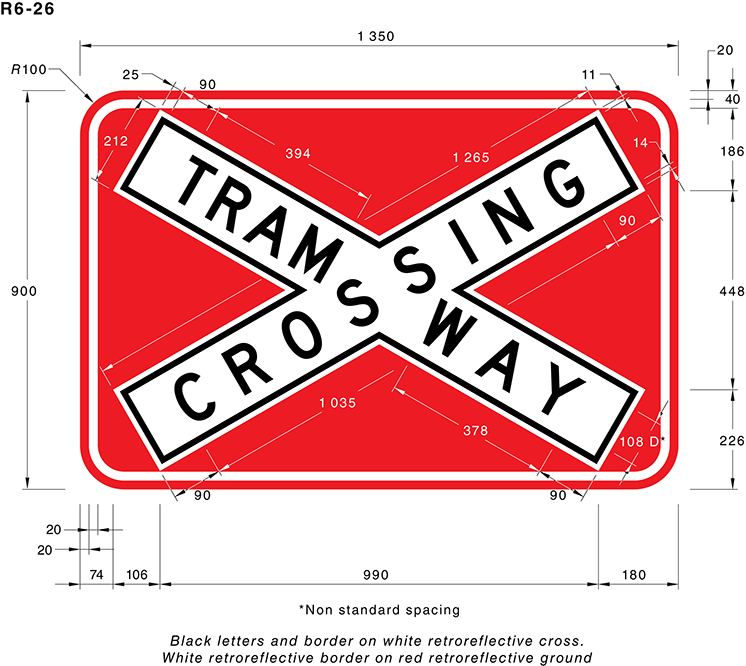 R6-26
1 350
20
R100
25
90
11
40
212
394
1 265
14
186
TRAM
CROSSING
WAY
90
900
448
1 035
378
108 D*
226
90
90
20
20
74
106
990
180
*Non standard spacing
Black letters and border on white retroreflective cross.
White retroreflective border on red retroreflective ground